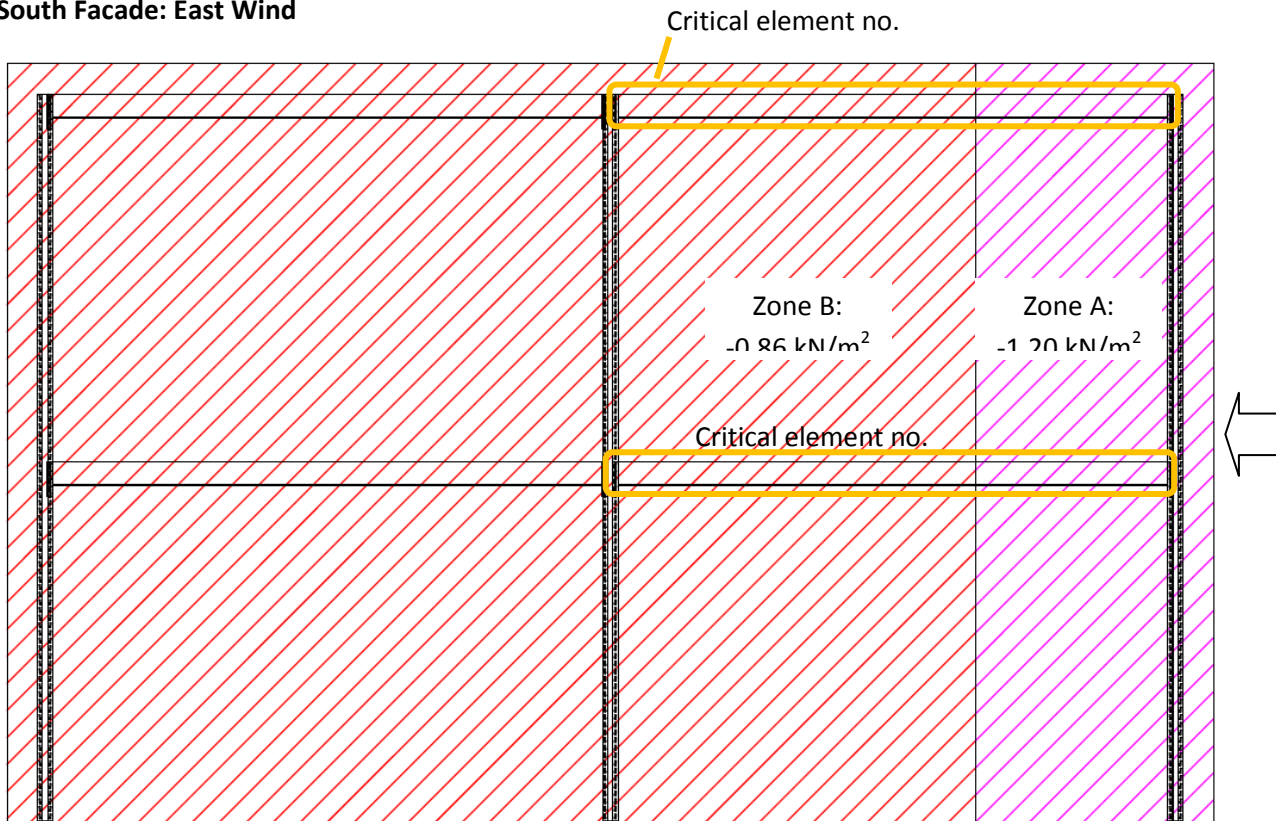 South Facade: East Wind
Critical element no.
Zone B:
-0.86 kN/m²
Zone A:
-1.20 kN/m²
Critical element no.